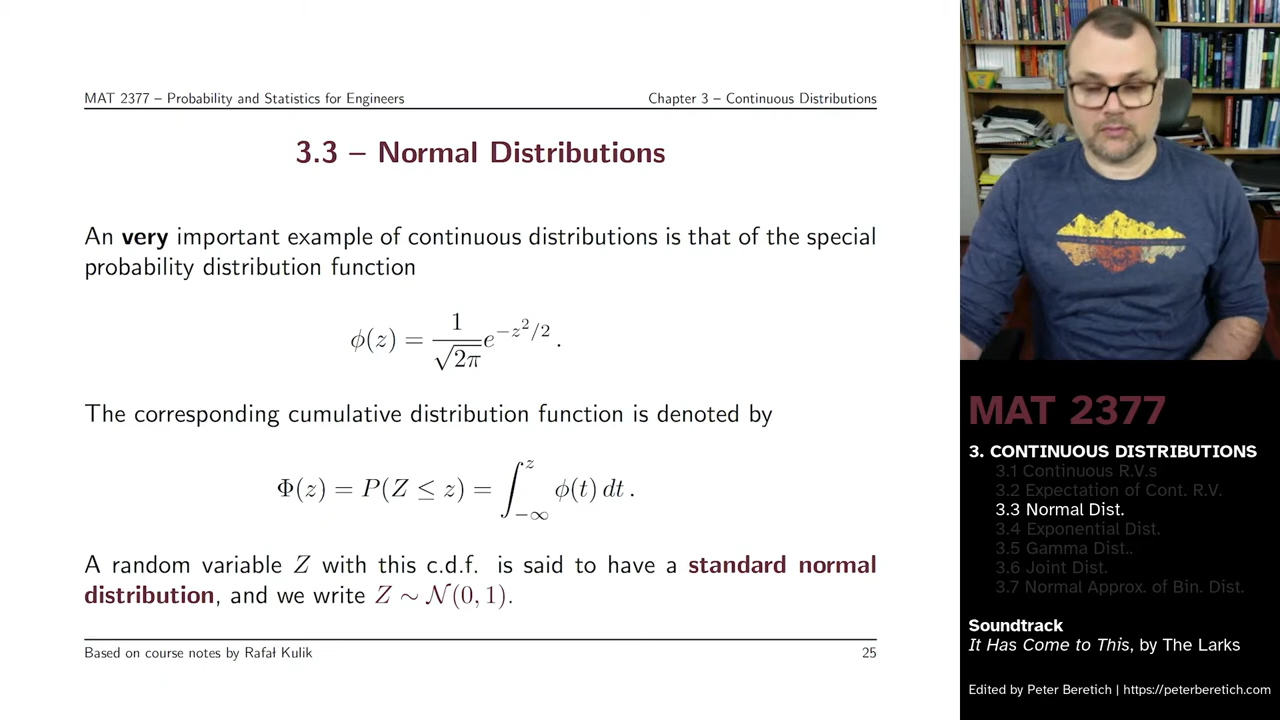 MAT 2377 – Probability and Statistics for Engineers
Chapter 3 – Continuous Distributions
3.3 – Normal Distributions
An very important example of continuous distributions is that of the special
probability distribution function
ϕ(z) = 1/√2π e^{−z²/2} .
The corresponding cumulative distribution function is denoted by
Φ(z) = P(Z ≤ z) = ∫_{−∞}^{z} ϕ(t) dt .
A random variable Z with this c.d.f. is said to have a standard normal
distribution, and we write Z ∼ N(0, 1).
Based on course notes by Rafał Kulik
25
MAT 2377
3. CONTINUOUS DISTRIBUTIONS
3.1 Continuous R.V.s
3.2 Expectation of Cont. R.V.
3.3 Normal Dist.
3.4 Exponential Dist.
3.5 Gamma Dist..
3.6 Joint Dist.
3.7 Normal Approx. of Bin. Dist.
Soundtrack
It Has Come to This, by The Larks
Edited by Peter Beretich | https://peterberetich.com